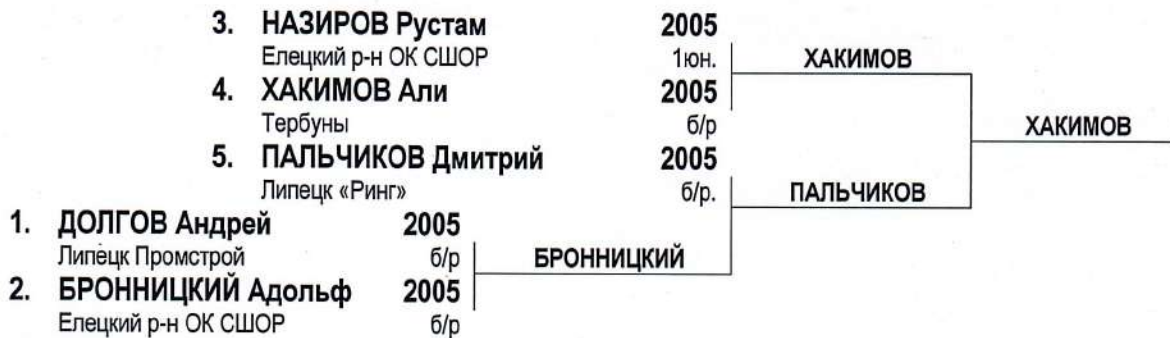 3. НАЗИРОВ Рустам 2005
Елецкий р-н ОК СШОР 1юн. ХАКИМОВ
4. ХАКИМОВ Али 2005
Тербуны б/р ХАКИМОВ
5. ПАЛЬЧИКОВ Дмитрий 2005
Липецк «Ринг» б/р. ПАЛЬЧИКОВ
1. ДОЛГОВ Андрей 2005
Липецк Промстрой б/р БРОННИЦКИЙ
2. БРОННИЦКИЙ Адольф 2005
Елецкий р-н ОК СШОР б/р